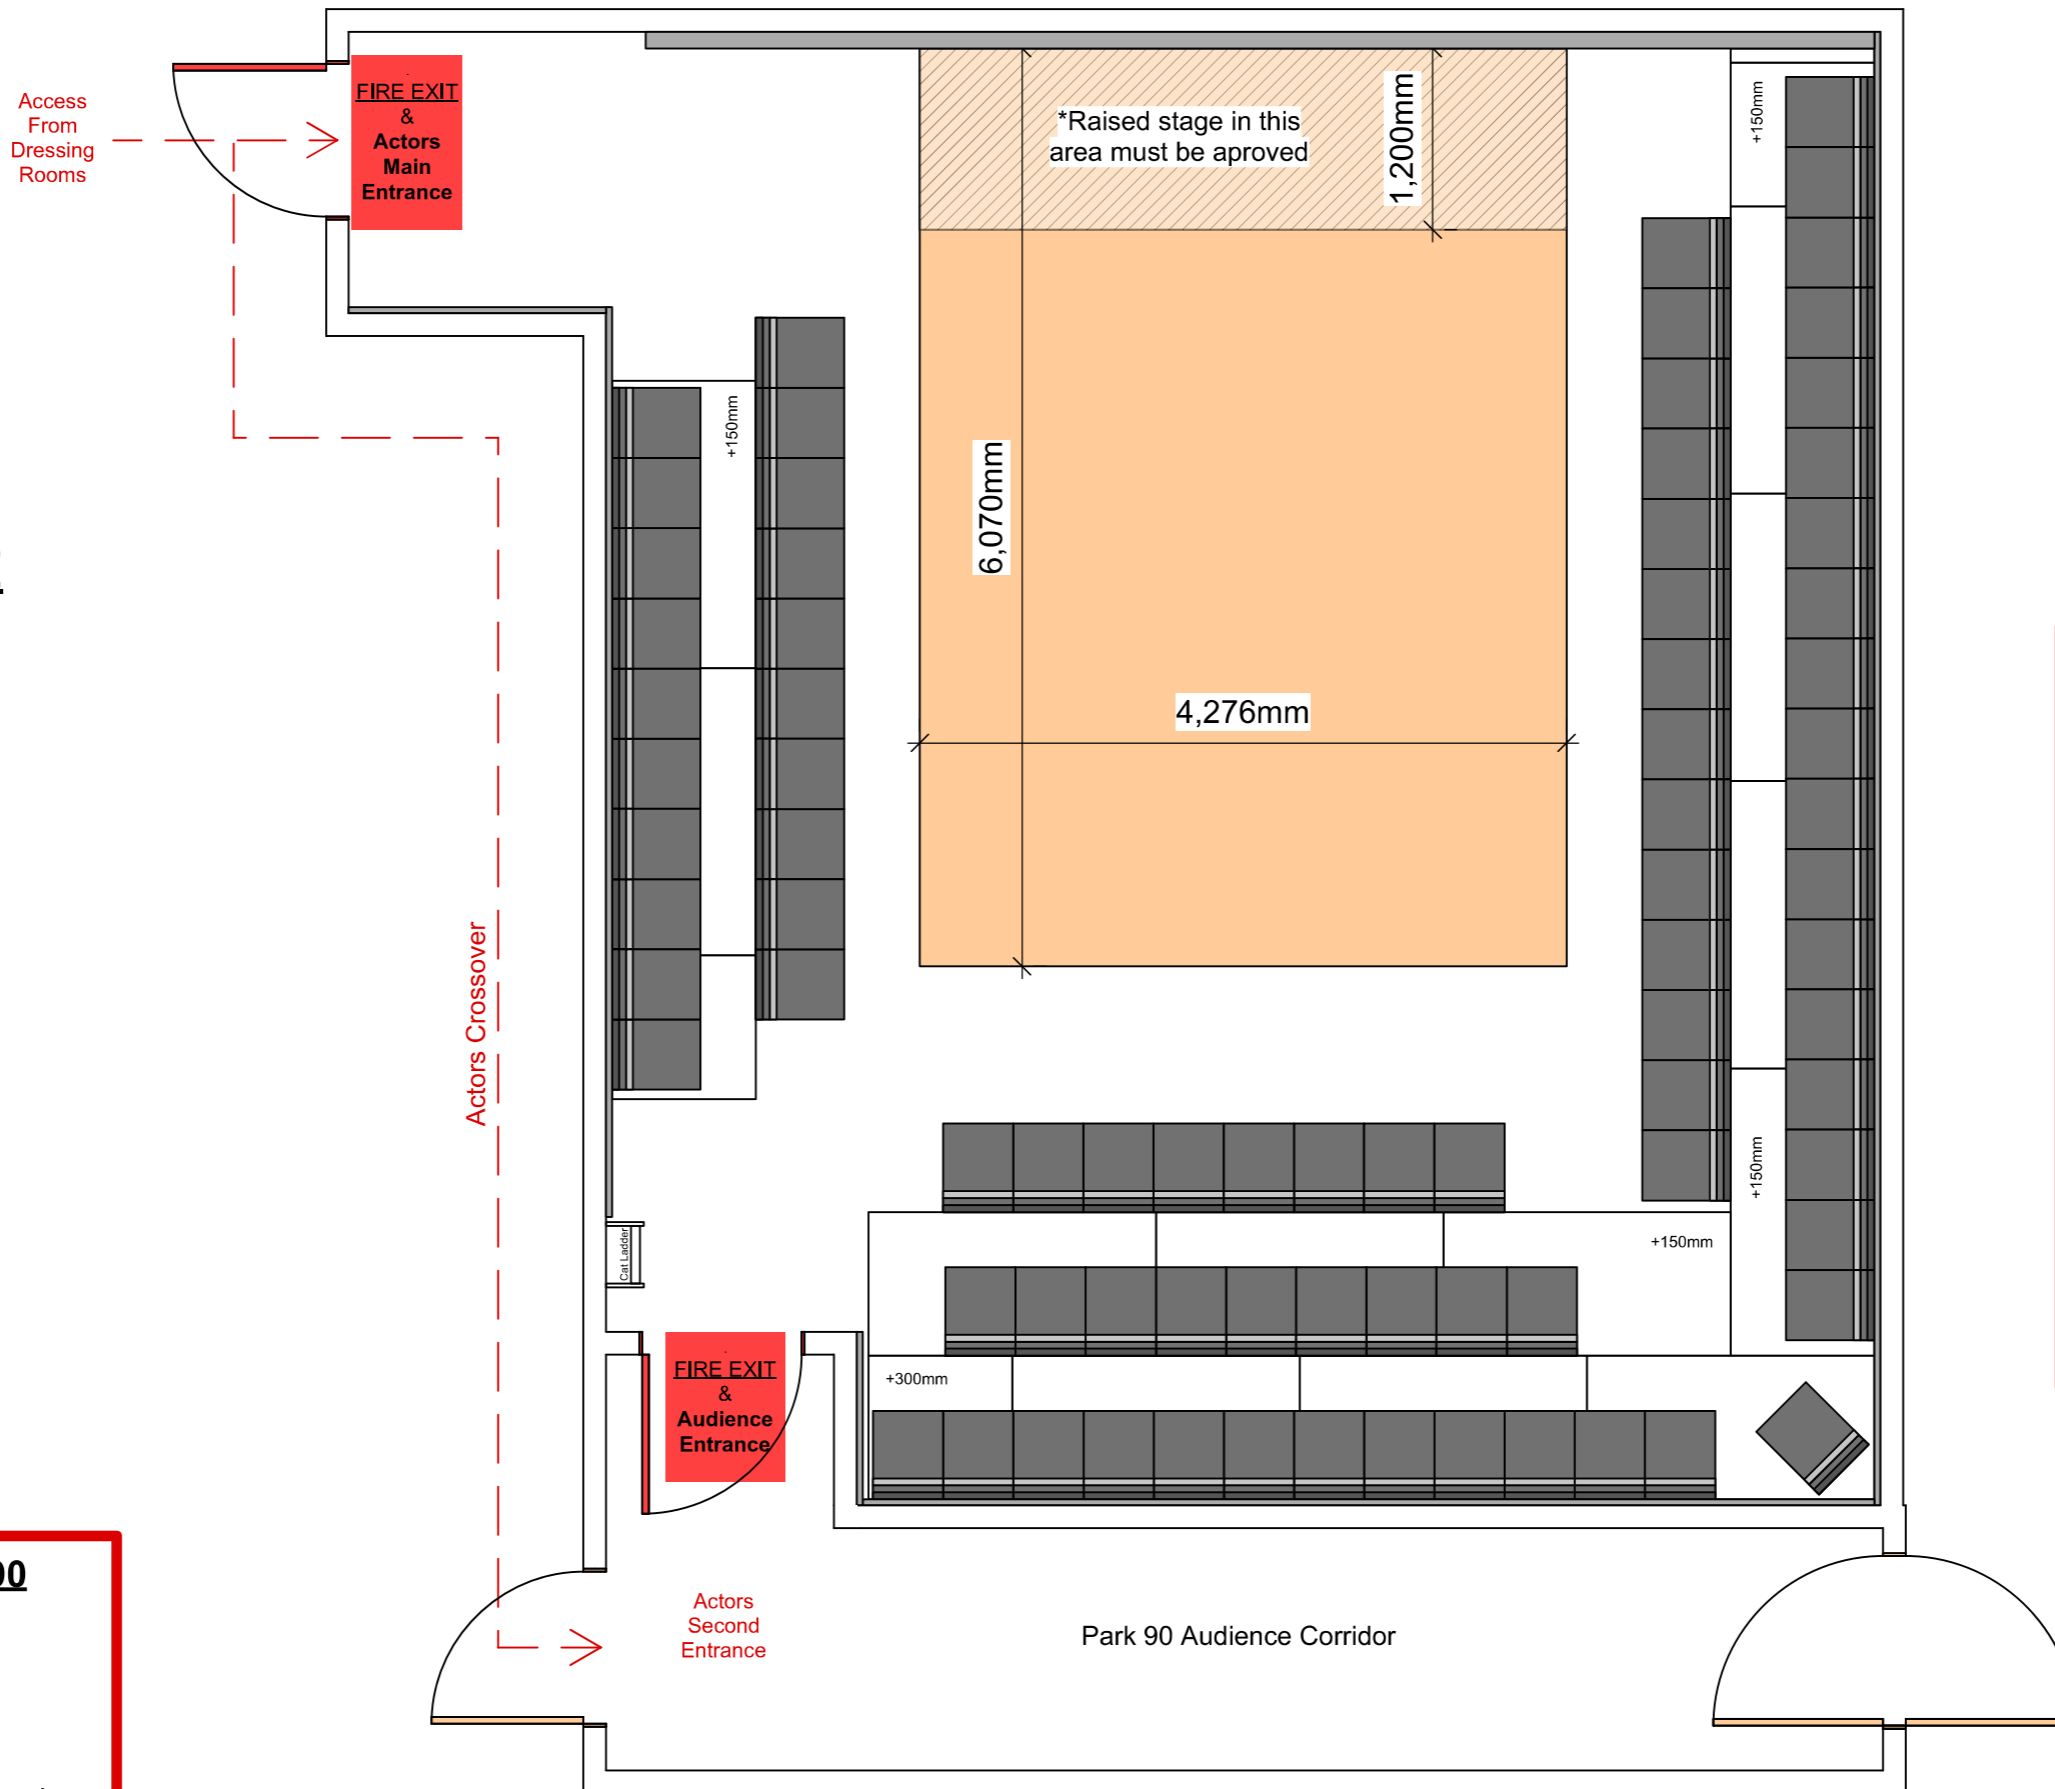 Access
From
Dressing
Rooms
FIRE EXIT
&
Actors
Main
Entrance
*Raised stage in this
area must be aproved
1,200mm
+150mm
+150mm
6,070mm
4,276mm
Actors Crossover
+150mm
+150mm
Cat Ladder
+300mm
FIRE EXIT
&
Audience
Entrance
Actors
Second
Entrance
Park 90 Audience Corridor